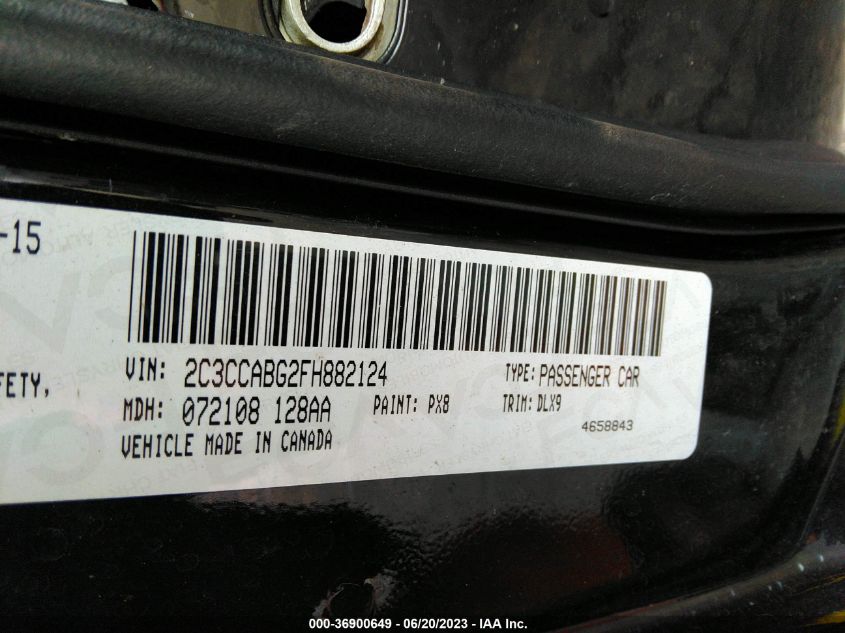 -15
VIN: 2C3CCABG2FH882124 TYPE: PASSENGER CAR
FETY,
MDH: 072108 128AA PAINT: PX8 TRIM: DLX9
VEHICLE MADE IN CANADA 4658843
000-36900649 - 06/20/2023 - IAA Inc.